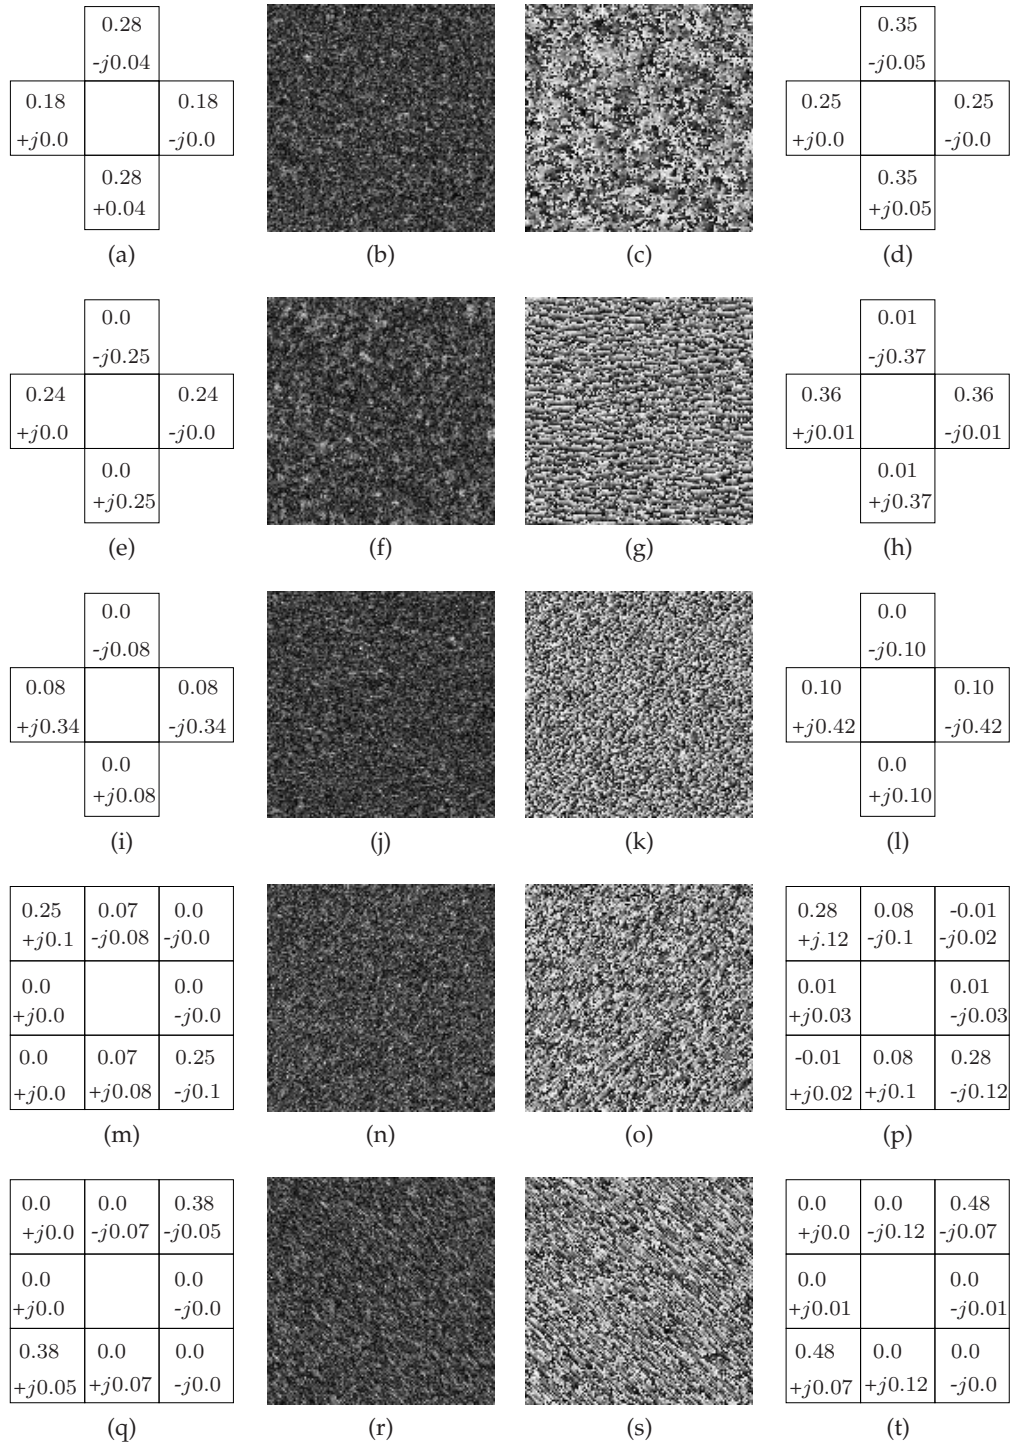 0.28
-j0.04
0.18
+j0.0
0.18
-j0.0
0.28
+0.04
0.35
-j0.05
0.25
+j0.0
0.25
-j0.0
0.35
+j0.05
(a) (b) (c) (d)
0.0
-j0.25
0.24
+j0.0
0.24
-j0.0
0.0
+j0.25
0.01
-j0.37
0.36
+j0.01
0.36
-j0.01
0.01
+j0.37
(e) (f) (g) (h)
0.0
-j0.08
0.08
+j0.34
0.08
-j0.34
0.0
+j0.08
0.0
-j0.10
0.10
+j0.42
0.10
-j0.42
0.0
+j0.10
(i) (j) (k) (l)
0.25 0.07 0.0
+j0.1 -j0.08 -j0.0
0.0 0.0
+j0.0 -j0.0
0.0 0.07 0.25
+j0.0 +j0.08 -j0.1
0.28 0.08 -0.01
+j.12 -j0.1 -j0.02
0.01 0.01
+j0.03 -j0.03
-0.01 0.08 0.28
+j0.02 +j0.1 -j0.12
(m) (n) (o) (p)
0.0 0.0 0.38
+j0.0 -j0.07 -j0.05
0.0 0.0
+j0.0 -j0.0
0.38 0.0 0.0
+j0.05 +j0.07 -j0.0
0.0 0.0 0.48
+j0.0 -j0.12 -j0.07
0.0 0.0
+j0.01 -j0.01
0.48 0.0 0.0
+j0.07 +j0.12 -j0.0
(q) (r) (s) (t)